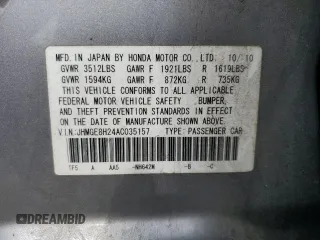 MFD. IN JAPAN BY HONDA MOTOR CO., LTD. 10/10
GVWR 3512LBS GAWR F 1921LBS R 1619LBS
GVWR 1594KG GAWR F 872KG R 735KG
THIS VEHICLE CONFORMS TO ALL APPLICABLE
FEDERAL MOTOR VEHICLE SAFETY, BUMPER,
AND THEFT PREVENTION STANDARDS IN EFFECT
ON THE DATE OF MANUFACTURE SHOWN ABOVE.
V.I.N.: JHMGE8H24AC035157 TYPE: PASSENGER CAR
TF5 A AA5 -NH642M -B -C